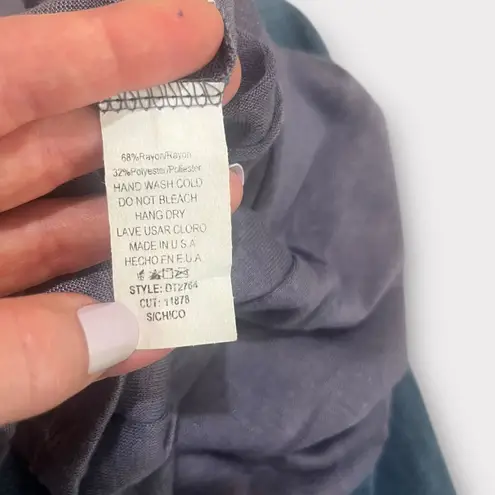 68%Rayon/Rayon
32%Polyester/Poliester
HAND WASH COLD
DO NOT BLEACH
HANG DRY
LAVE USAR CLORO
MADE IN U.S.A
HECHO EN E.U.A
STYLE: DT2764
CUT: 11878
S/CHICO